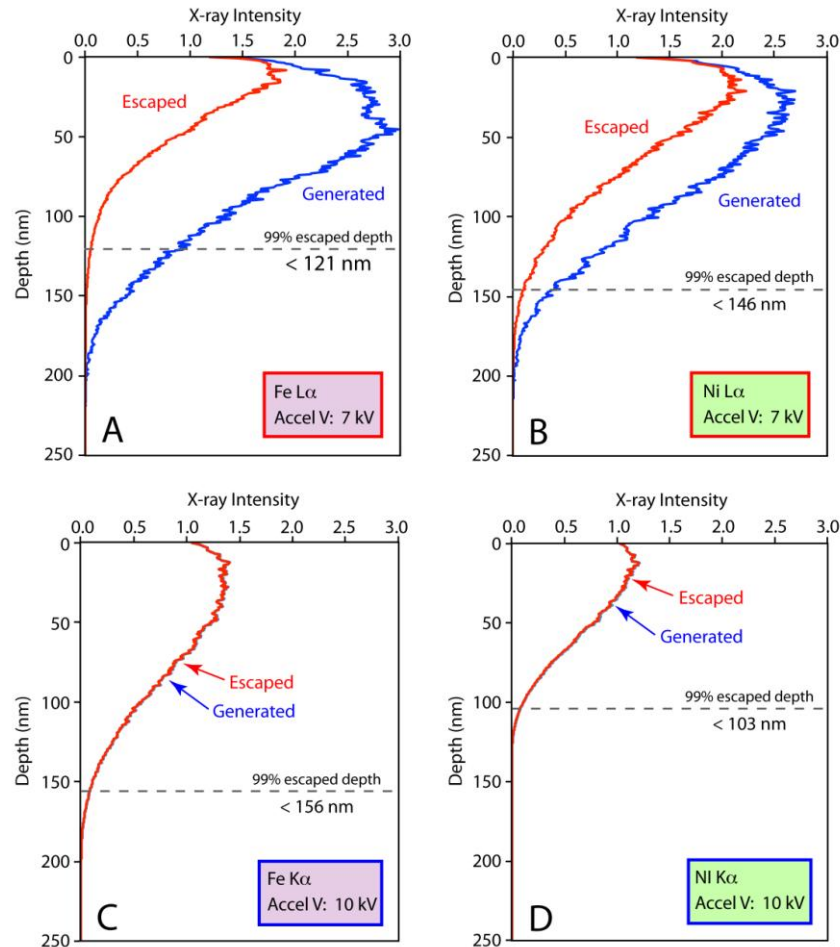 X-ray Intensity
0.0 0.5 1.0 1.5 2.0 2.5 3.0
0
50
100
150
200
250
Depth (nm)
Escaped
Generated
99% escaped depth
< 121 nm
Fe Lα
Accel V: 7 kV
A
X-ray Intensity
0.0 0.5 1.0 1.5 2.0 2.5 3.0
0
50
100
150
200
250
Depth (nm)
Escaped
Generated
99% escaped depth
< 146 nm
Ni Lα
Accel V: 7 kV
B
X-ray Intensity
0.0 0.5 1.0 1.5 2.0 2.5 3.0
0
50
100
150
200
250
Depth (nm)
Escaped
Generated
99% escaped depth
< 156 nm
Fe Kα
Accel V: 10 kV
C
X-ray Intensity
0.0 0.5 1.0 1.5 2.0 2.5 3.0
0
50
100
150
200
250
Depth (nm)
Escaped
Generated
99% escaped depth
< 103 nm
NI Kα
Accel V: 10 kV
D